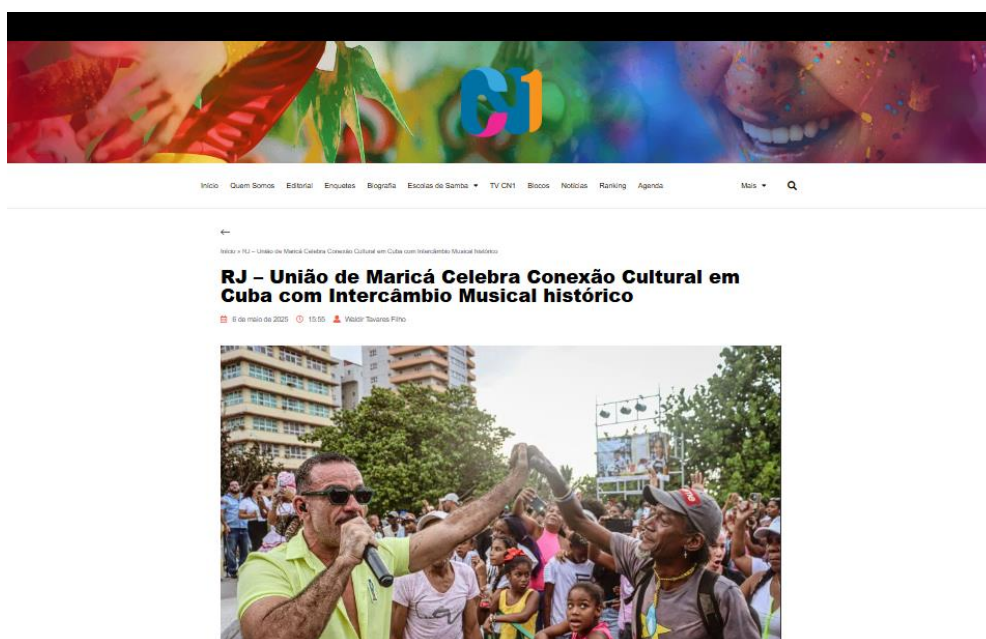 CN1
Início Quem Somos Editorial Enquetes Biografia Escolas de Samba TV CN1 Blocos Notícias Ranking Agenda Mais
Início » RJ – União de Maricá Celebra Conexão Cultural em Cuba com Intercâmbio Musical histórico
RJ – União de Maricá Celebra Conexão Cultural em
Cuba com Intercâmbio Musical histórico
6 de maio de 2025 15:55 Waldir Tavares Filho